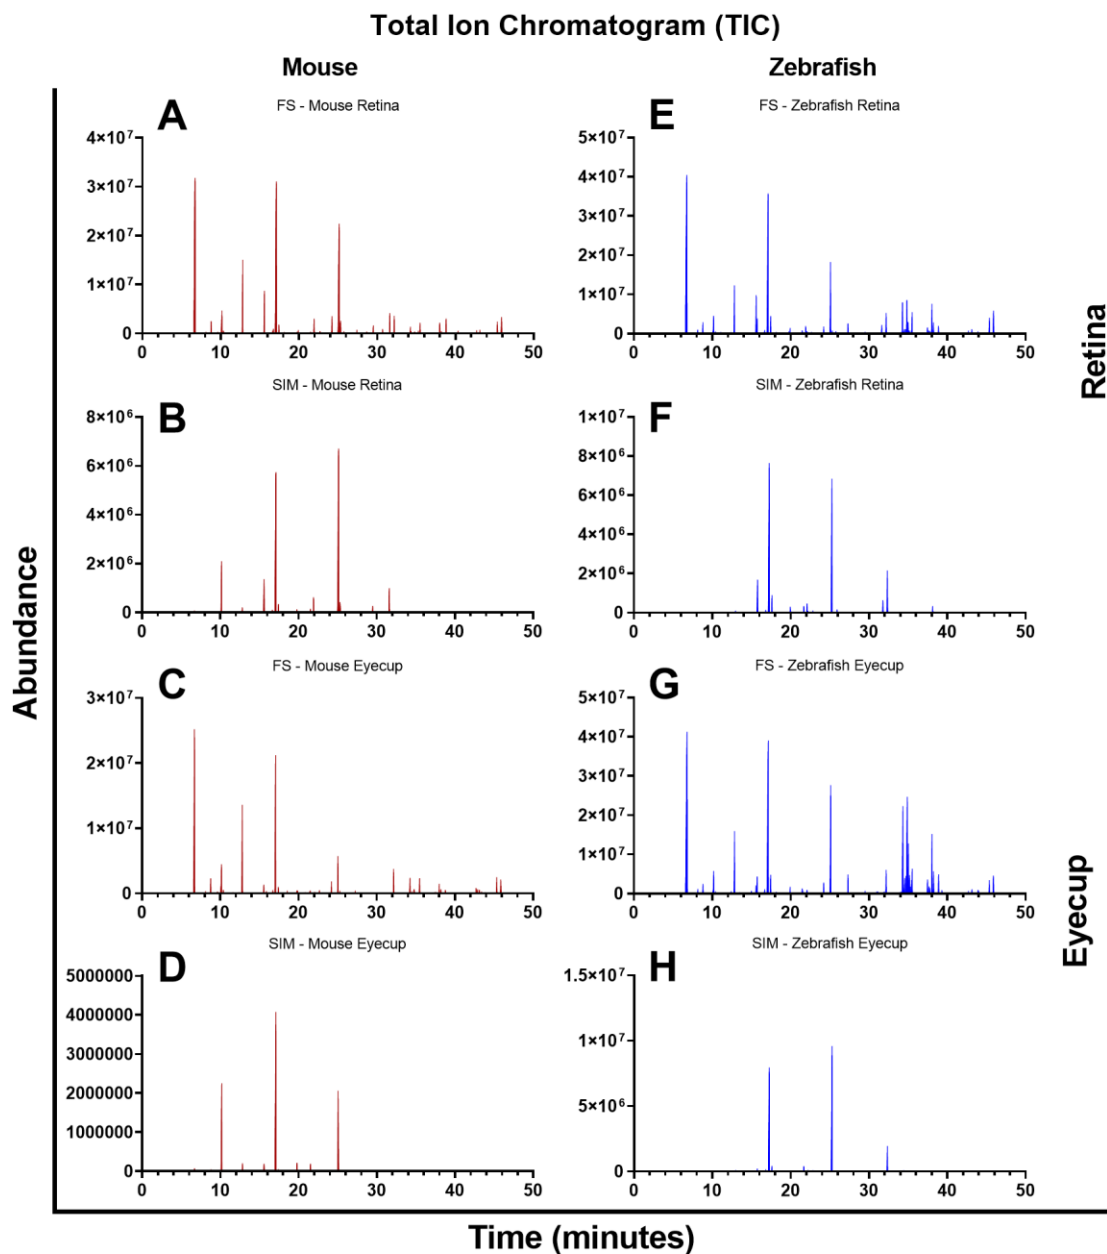 Total Ion Chromatogram (TIC)
Mouse
Zebrafish
A
FS - Mouse Retina
4×10⁷
3×10⁷
2×10⁷
1×10⁷
0
0 10 20 30 40 50
E
FS - Zebrafish Retina
5×10⁷
4×10⁷
3×10⁷
2×10⁷
1×10⁷
0
0 10 20 30 40 50
B
SIM - Mouse Retina
8×10⁶
6×10⁶
4×10⁶
2×10⁶
0
0 10 20 30 40 50
F
SIM - Zebrafish Retina
1×10⁷
8×10⁶
6×10⁶
4×10⁶
2×10⁶
0
0 10 20 30 40 50
Retina
C
FS - Mouse Eyecup
3×10⁷
2×10⁷
1×10⁷
0
0 10 20 30 40 50
G
FS - Zebrafish Eyecup
5×10⁷
4×10⁷
3×10⁷
2×10⁷
1×10⁷
0
0 10 20 30 40 50
D
SIM - Mouse Eyecup
5000000
4000000
3000000
2000000
1000000
0
0 10 20 30 40 50
H
SIM - Zebrafish Eyecup
1.5×10⁷
1×10⁷
5×10⁶
0
0 10 20 30 40 50
Eyecup
Abundance
Time (minutes)